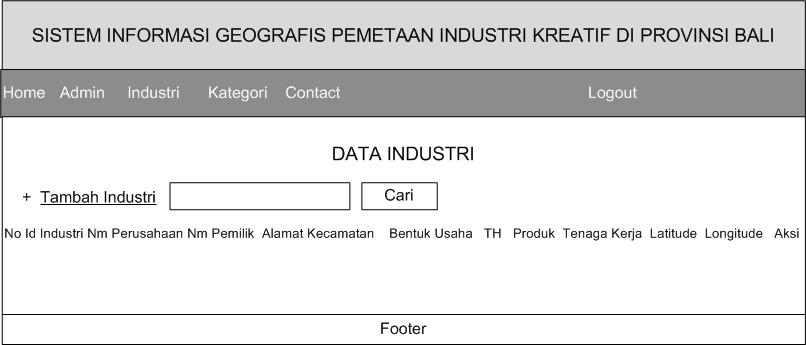 SISTEM INFORMASI GEOGRAFIS PEMETAAN INDUSTRI KREATIF DI PROVINSI BALI
Home Admin Industri Kategori Contact Logout
DATA INDUSTRI
+ Tambah Industri Cari
No Id Industri Nm Perusahaan Nm Pemilik Alamat Kecamatan Bentuk Usaha TH Produk Tenaga Kerja Latitude Longitude Aksi
Footer